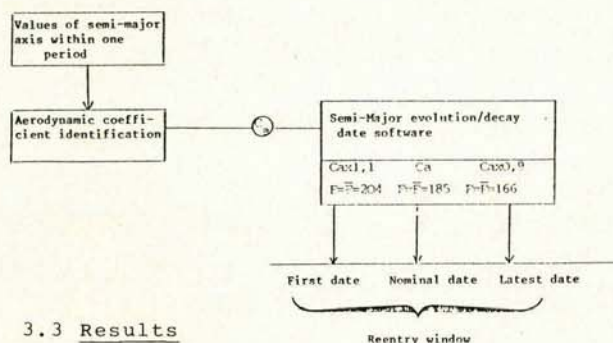 Values of semi-major
axis within one
period
Aerodynamic coeffi-
cient identification
Ca
Semi-Major evolution/decay
date software
Cax1,1 Ca Cax0,9
F=F̅=204 F=F̅=185 F=F̅=166
First date Nominal date Latest date
Reentry window
3.3 Results